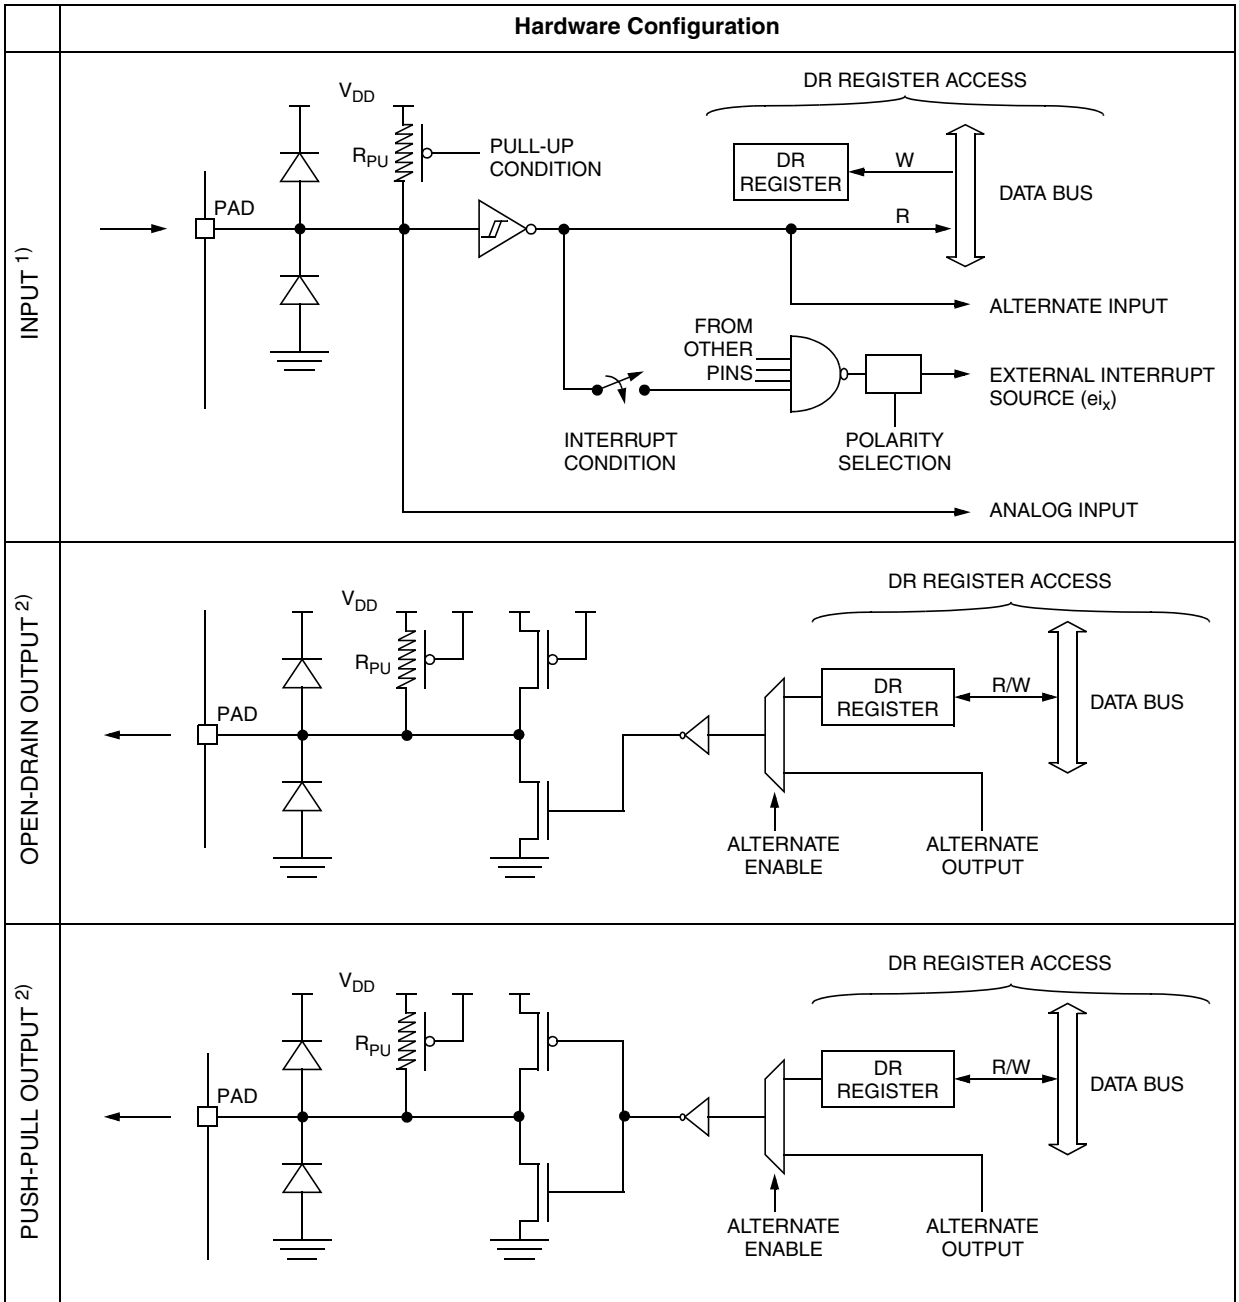 Hardware Configuration
INPUT 1)
DR REGISTER ACCESS
VDD
RPU
PULL-UP
CONDITION
DR
REGISTER
W
DATA BUS
PAD
R
ALTERNATE INPUT
FROM
OTHER
PINS
EXTERNAL INTERRUPT
SOURCE (eix)
INTERRUPT
CONDITION
POLARITY
SELECTION
ANALOG INPUT
OPEN-DRAIN OUTPUT 2)
DR REGISTER ACCESS
VDD
RPU
DR
REGISTER
R/W
DATA BUS
PAD
ALTERNATE
ENABLE
ALTERNATE
OUTPUT
PUSH-PULL OUTPUT 2)
DR REGISTER ACCESS
VDD
RPU
DR
REGISTER
R/W
DATA BUS
PAD
ALTERNATE
ENABLE
ALTERNATE
OUTPUT